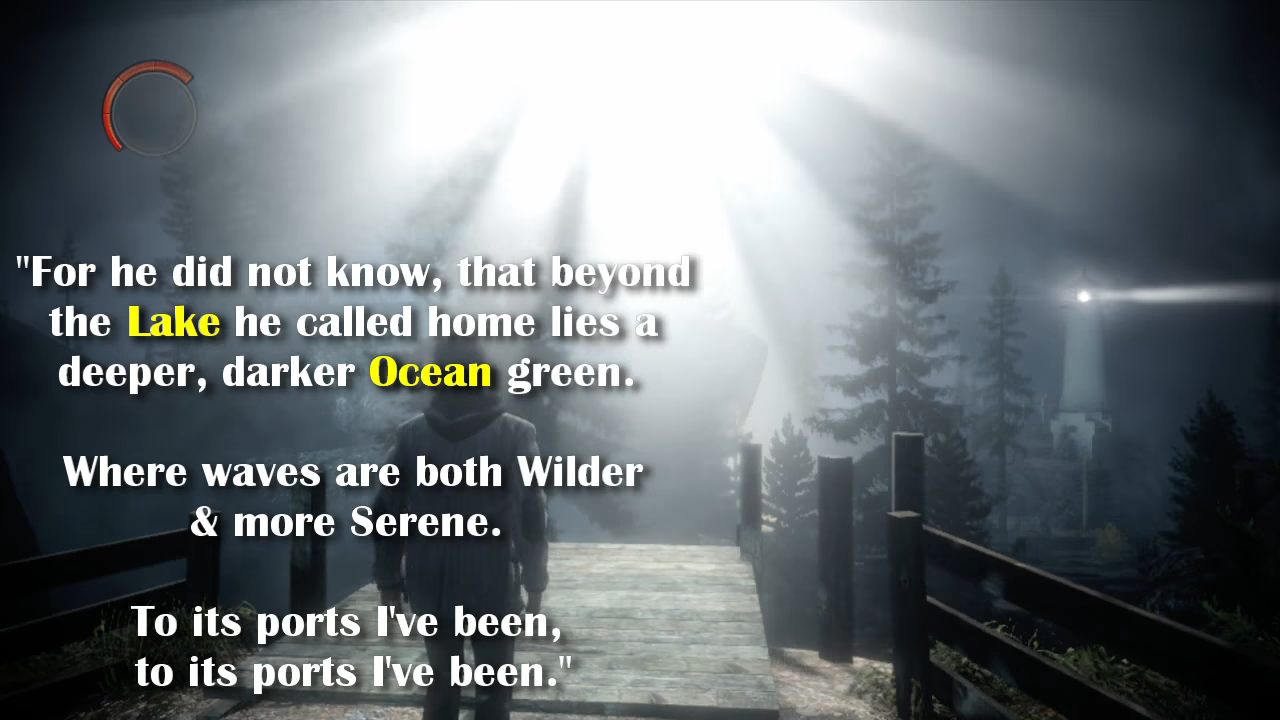 "For he did not know, that beyond
the Lake he called home lies a
deeper, darker Ocean green.
Where waves are both Wilder
& more Serene.
To its ports I've been,
to its ports I've been."